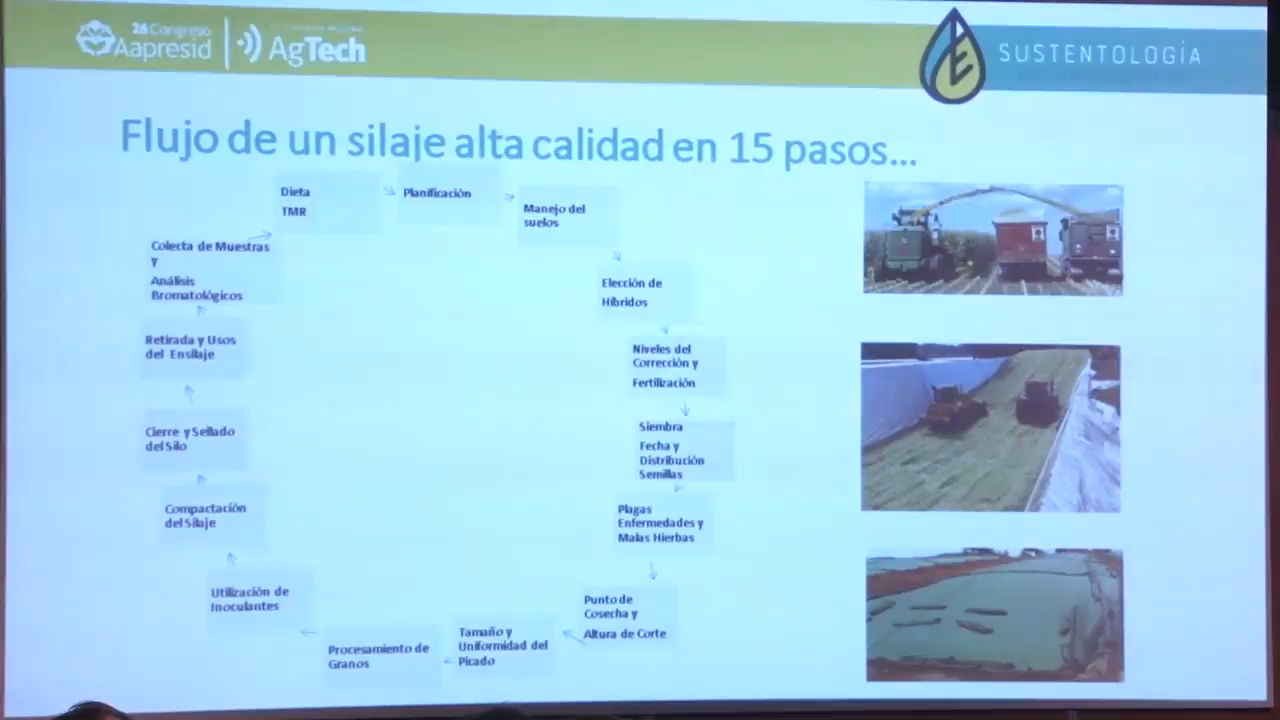 26 Congreso
Aapresid
AgTech
SUSTENTOLOGÍA
Flujo de un silaje alta calidad en 15 pasos...
Dieta
TMR
Planificación
Manejo del
suelos
Elección de
Híbridos
Niveles del
Corrección y
Fertilización
Siembra
Fecha y
Distribución
Semillas
Plagas
Enfermedades y
Malas Hierbas
Punto de
Cosecha y
Altura de Corte
Tamaño y
Uniformidad del
Picado
Procesamiento de
Granos
Utilización de
Inoculantes
Compactación
del Silaje
Cierre y Sellado
del Silo
Retirada y Usos
del Ensilaje
Colecta de Muestras
y
Análisis
Bromatológicos